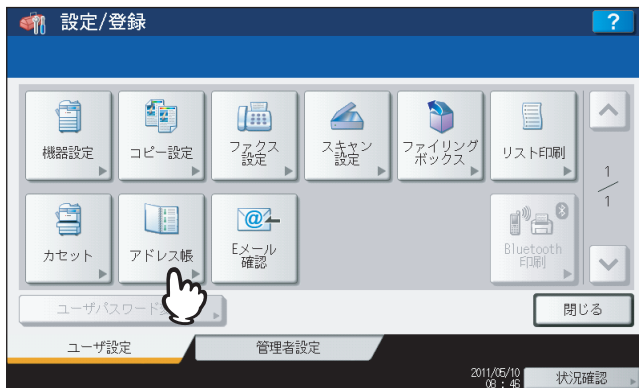 設定/登録
?
機器設定
コピー設定
ファクス
設定
スキャン
設定
ファイリング
ボックス
リスト印刷
1
1
カセット
アドレス帳
Eメール
確認
Bluetooth
印刷
ユーザパスワード
閉じる
ユーザ設定
管理者設定
2011/05/10
08 : 46
状況確認